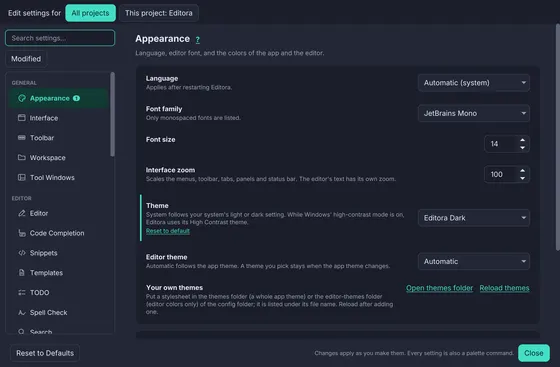 Edit settings for
All projects
This project: Editora
Search settings...
Modified
GENERAL
Appearance 1
Interface
Toolbar
Workspace
Tool Windows
EDITOR
Editor
Code Completion
Snippets
Templates
TODO
Spell Check
Search
Appearance ?
Language, editor font, and the colors of the app and the editor.
Language
Applies after restarting Editora.
Automatic (system)
Font family
Only monospaced fonts are listed.
JetBrains Mono
Font size
14
Interface zoom
Scales the menus, toolbar, tabs, panels and status bar. The editor's text has its own zoom.
100
Theme
System follows your system's light or dark setting. While Windows' high-contrast mode is on,
Editora uses its High Contrast theme.
Reset to default
Editora Dark
Editor theme
Automatic follows the app theme. A theme you pick stays when the app theme changes.
Automatic
Your own themes
Put a stylesheet in the themes folder (a whole app theme) or the editor-themes folder
(editor colors only) of the config folder; it is listed under its file name. Reload after adding
one.
Open themes folder
Reload themes
Reset to Defaults
Changes apply as you make them. Every setting is also a palette command.
Close